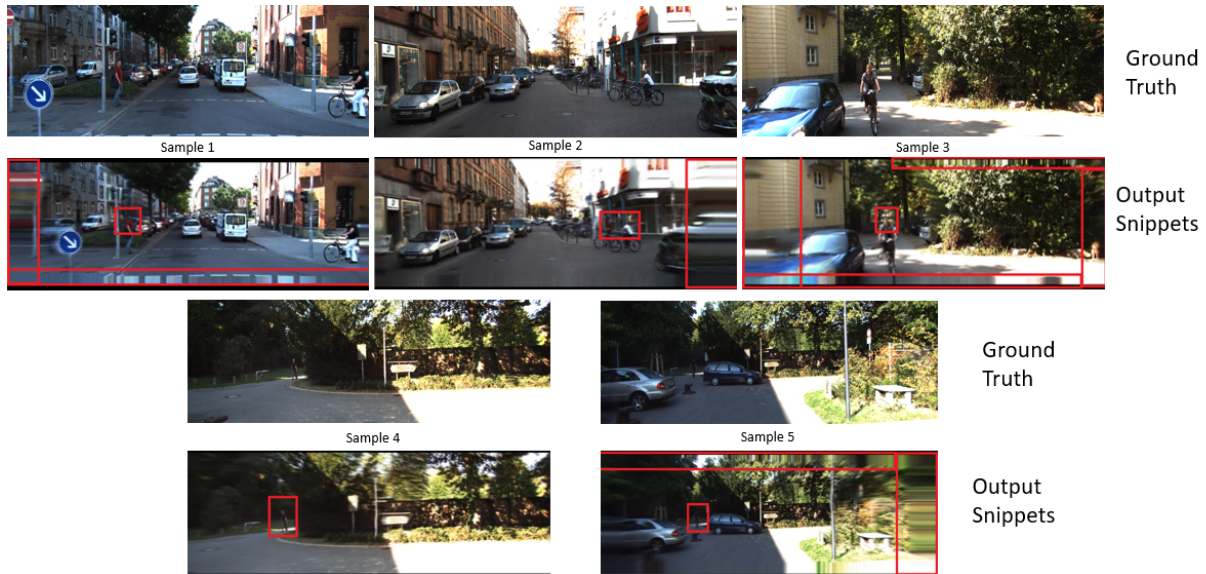 Ground
Truth
Sample 1
Sample 2
Sample 3
Output
Snippets
Ground
Truth
Sample 4
Sample 5
Output
Snippets